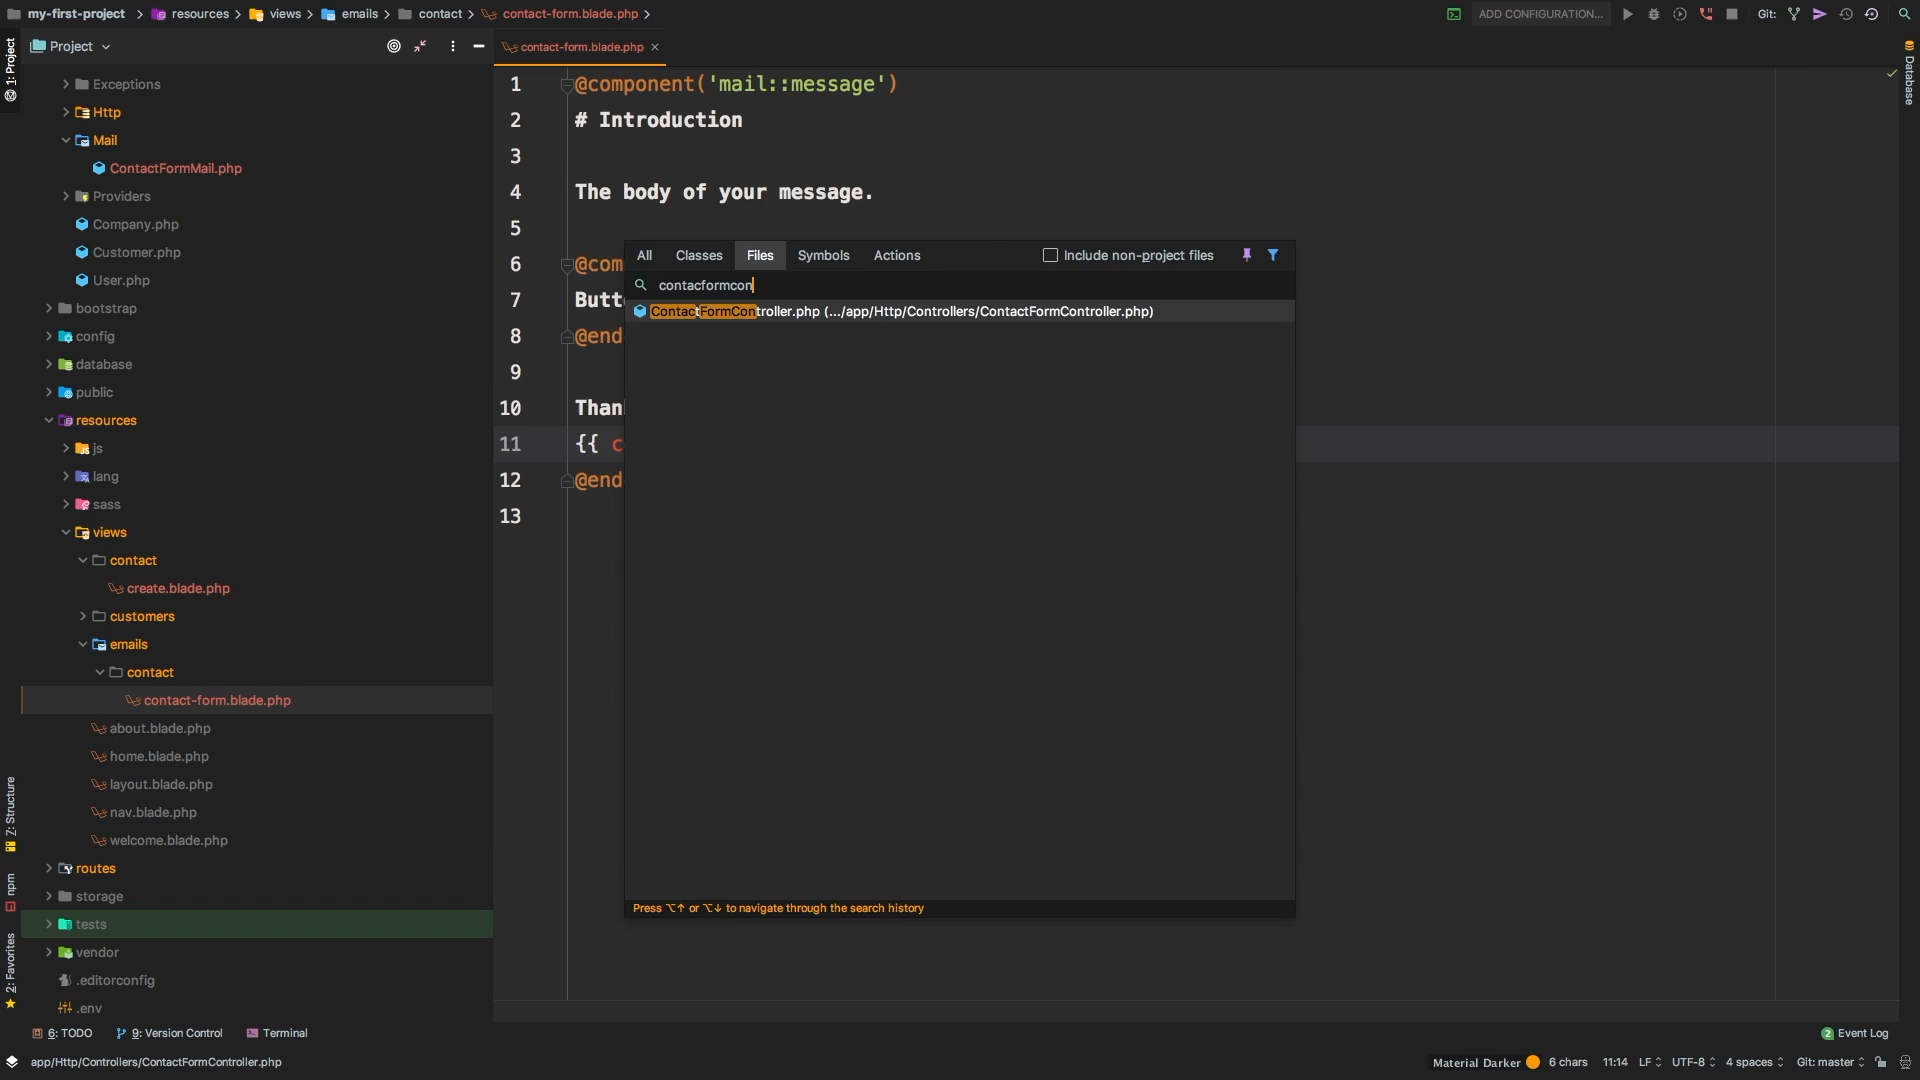 my-first-project resources views emails contact contact-form.blade.php
ADD CONFIGURATION... Git:
1: Project
Project
contact-form.blade.php
Database
Exceptions
Http
Mail
ContactFormMail.php
Providers
Company.php
Customer.php
User.php
bootstrap
config
database
public
resources
js
lang
sass
views
contact
create.blade.php
customers
emails
contact
contact-form.blade.php
about.blade.php
home.blade.php
layout.blade.php
nav.blade.php
welcome.blade.php
routes
storage
tests
vendor
.editorconfig
.env
Z: Structure
npm
2: Favorites
1 @component('mail::message')
2 # Introduction
3
4 The body of your message.
5
6 @com
7 Butt
8 @end
9
10 Than
11 {{ c
12 @end
13
All Classes Files Symbols Actions Include non-project files
contacformcon
ContactFormController.php (.../app/Http/Controllers/ContactFormController.php)
Press ⌥↑ or ⌥↓ to navigate through the search history
6: TODO 9: Version Control Terminal 2 Event Log
app/Http/Controllers/ContactFormController.php Material Darker 6 chars 11:14 LF UTF-8 4 spaces Git: master